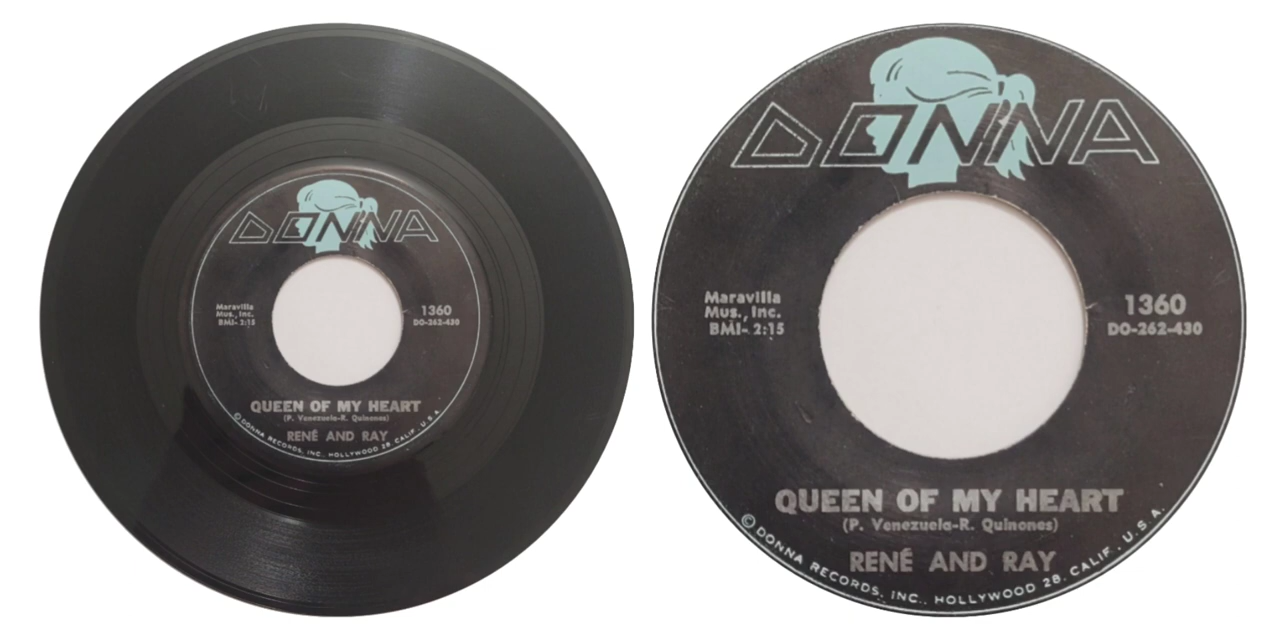 DONNA
Maravilla
Mus., Inc.
BMI- 2:15
1360
DO-262-430
QUEEN OF MY HEART
(P. Venezuela-R. Quinones)
RENÉ AND RAY
© DONNA RECORDS, INC., HOLLYWOOD 28, CALIF., U.S.A.
DONNA
Maravilla
Mus., Inc.
BMI- 2:15
1360
DO-262-430
QUEEN OF MY HEART
(P. Venezuela-R. Quinones)
RENÉ AND RAY
© DONNA RECORDS, INC., HOLLYWOOD 28, CALIF., U.S.A.